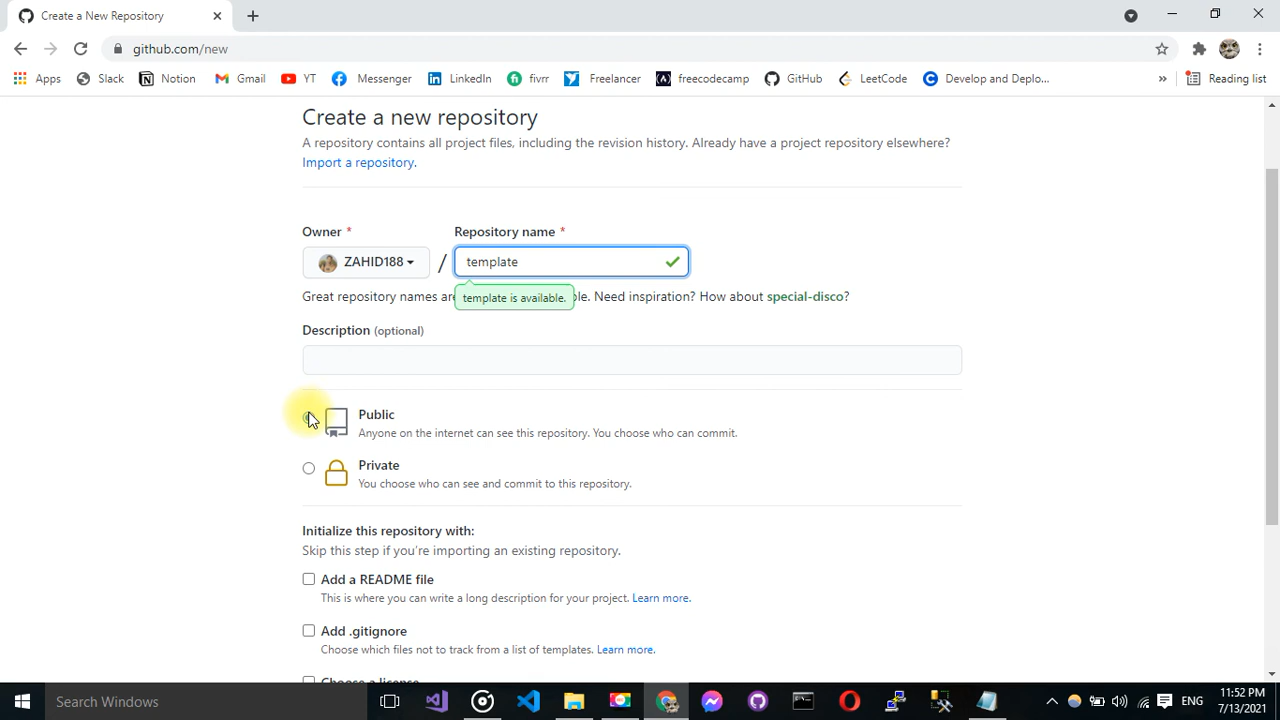 Create a New Repository
github.com/new
Apps Slack Notion Gmail YT Messenger LinkedIn fivrr Freelancer freecodecamp GitHub LeetCode Develop and Deplo... » Reading list
Create a new repository
A repository contains all project files, including the revision history. Already have a project repository elsewhere?
Import a repository.
Owner * Repository name *
ZAHID188 / template
Great repository names are ble. Need inspiration? How about special-disco?
template is available.
Description (optional)
Public
Anyone on the internet can see this repository. You choose who can commit.
Private
You choose who can see and commit to this repository.
Initialize this repository with:
Skip this step if you're importing an existing repository.
Add a README file
This is where you can write a long description for your project. Learn more.
Add .gitignore
Choose which files not to track from a list of templates. Learn more.
Choose a license
Search Windows
ENG
11:52 PM
7/13/2021